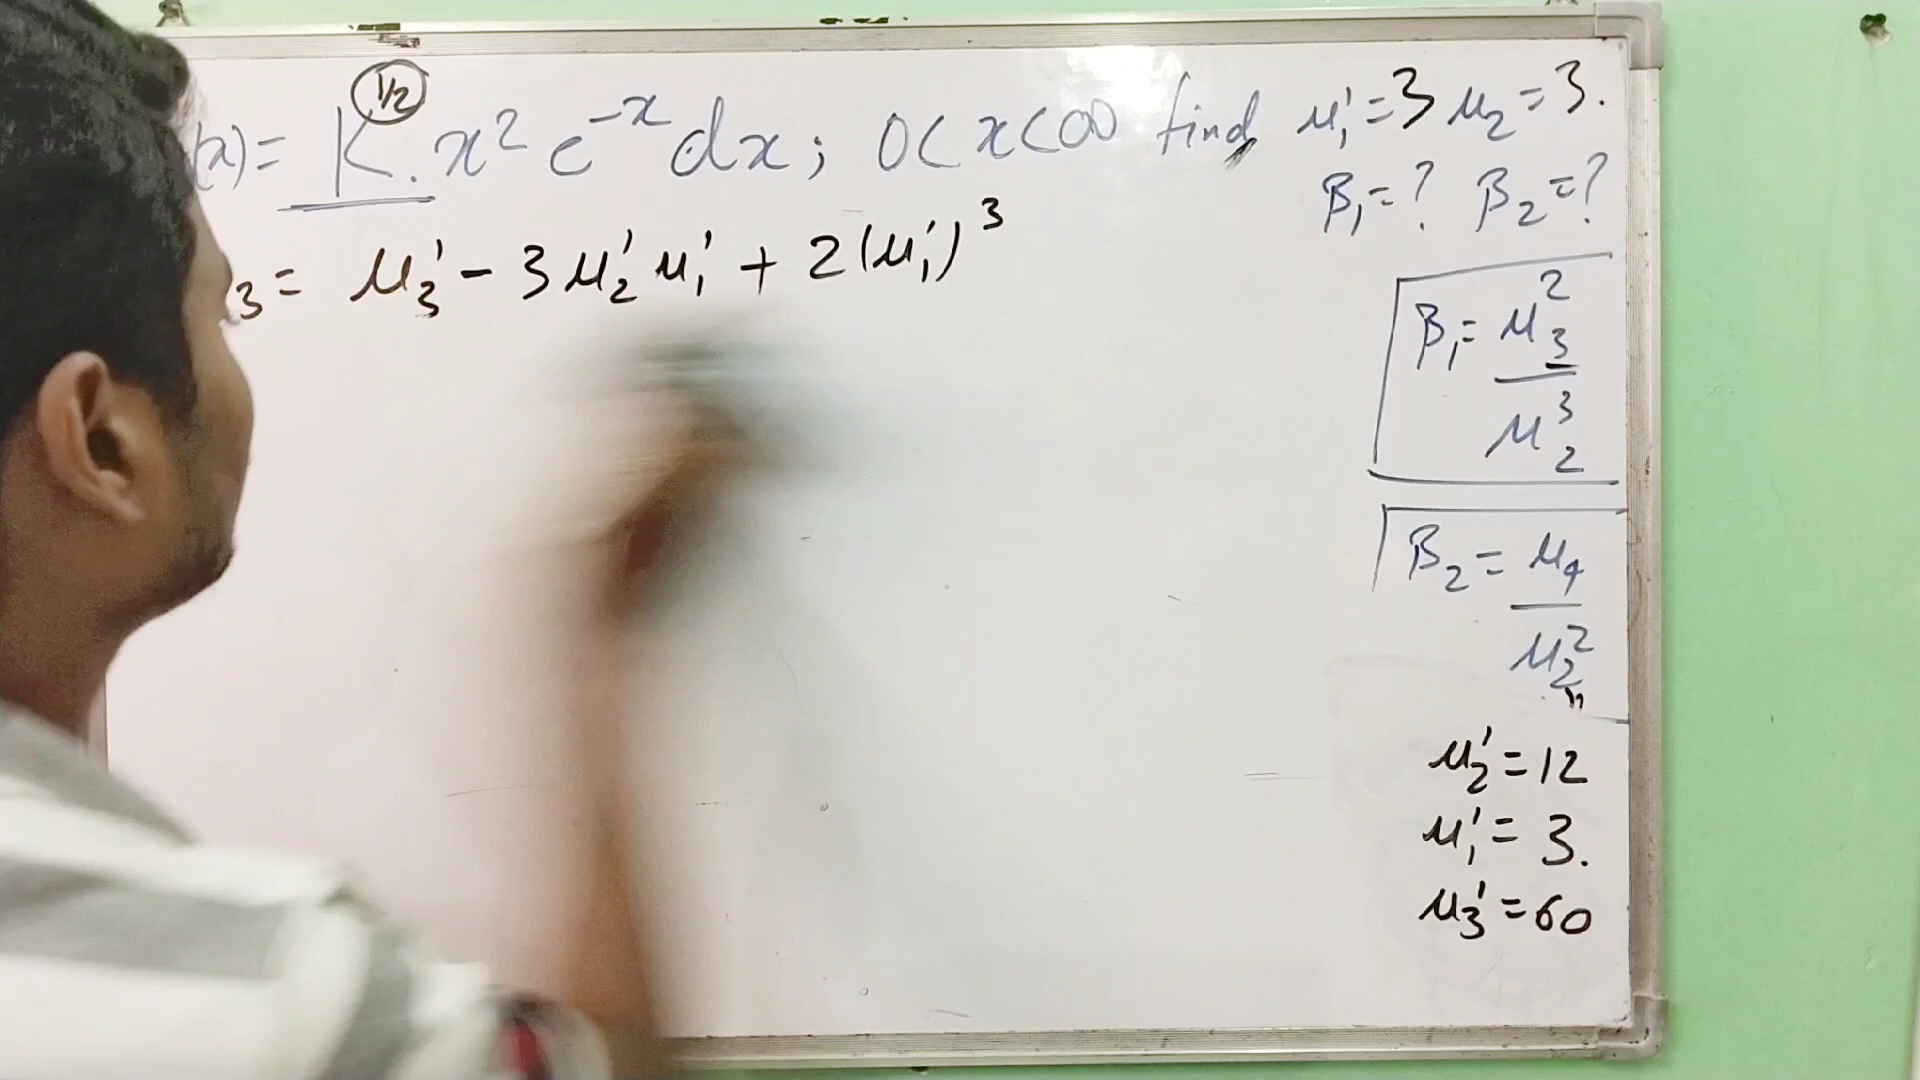 (x) = K. (1/2) x² e^{-x} dx ; 0 < x < ∞ find μ₁' = 3 μ₂ = 3.
β₁ = ? β₂ = ?
₃ = μ₃' - 3 μ₂' μ₁' + 2 (μ₁')³
β₁ = μ₃² / μ₂³
β₂ = μ₄ / μ₂²
μ₂' = 12
μ₁' = 3.
μ₃' = 60